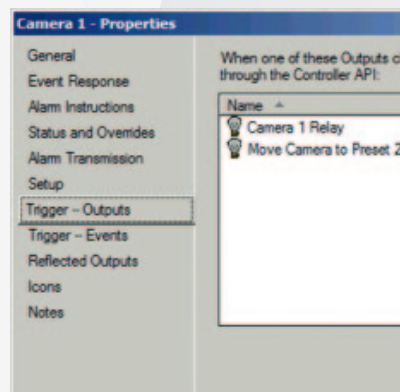 Camera 1 - Properties
General
Event Response
Alarm Instructions
Status and Overrides
Alarm Transmission
Setup
Trigger – Outputs
Trigger – Events
Reflected Outputs
Icons
Notes
When one of these Outputs
through the Controller API:
Name
Camera 1 Relay
Move Camera to Preset 2